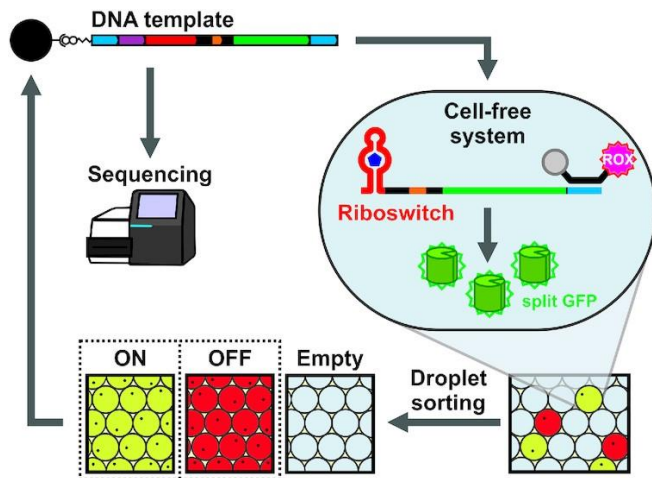 DNA template
Cell-free
system
ROX
Sequencing
Riboswitch
split GFP
ON
OFF
Empty
Droplet
sorting